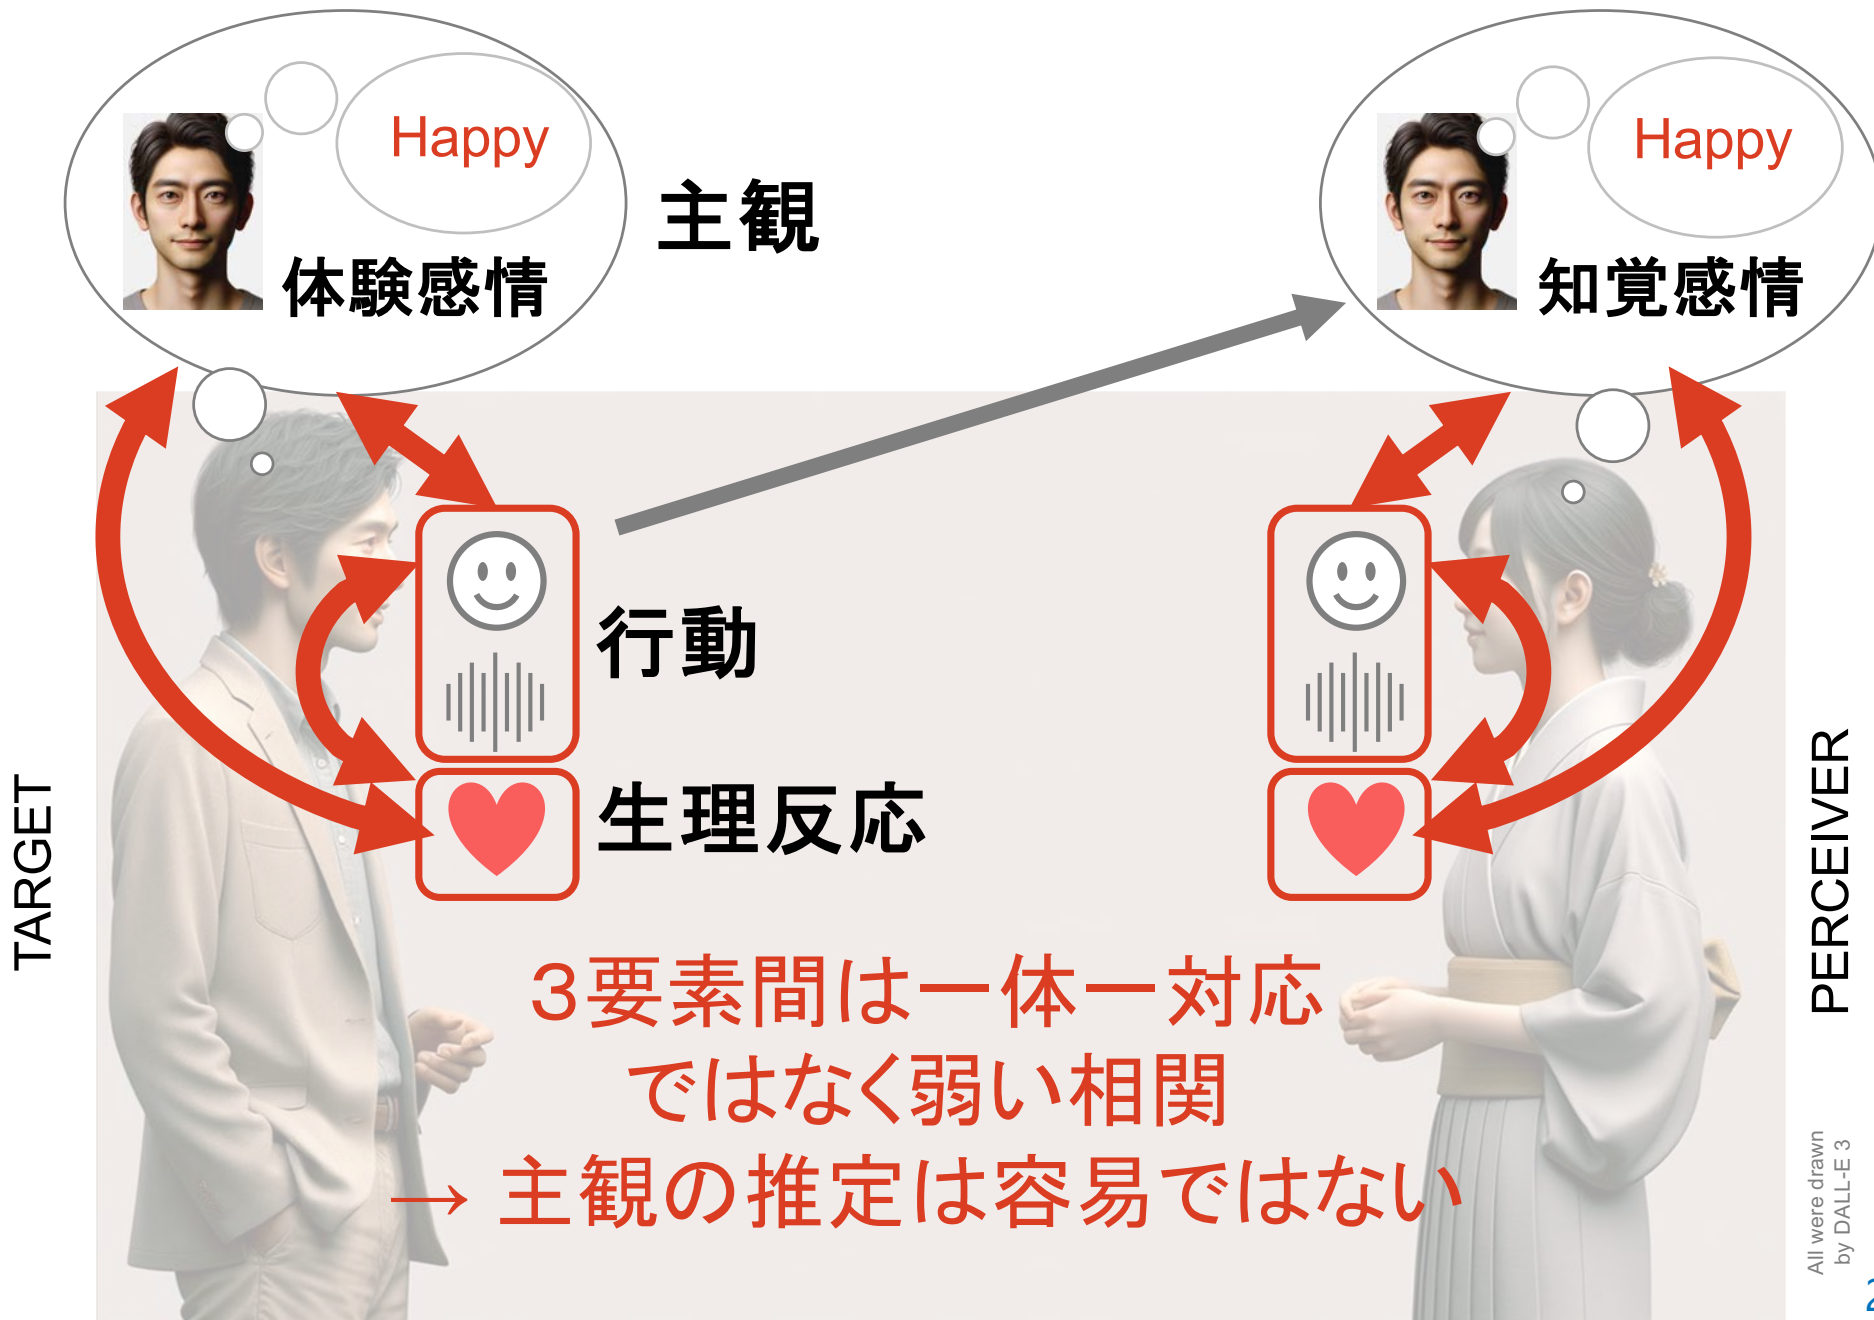 Happy
体験感情
主観
Happy
知覚感情
行動
生理反応
TARGET
PERCEIVER
3要素間は一体一対応
ではなく弱い相関
→ 主観の推定は容易ではない
All were drawn
by DALL-E 3